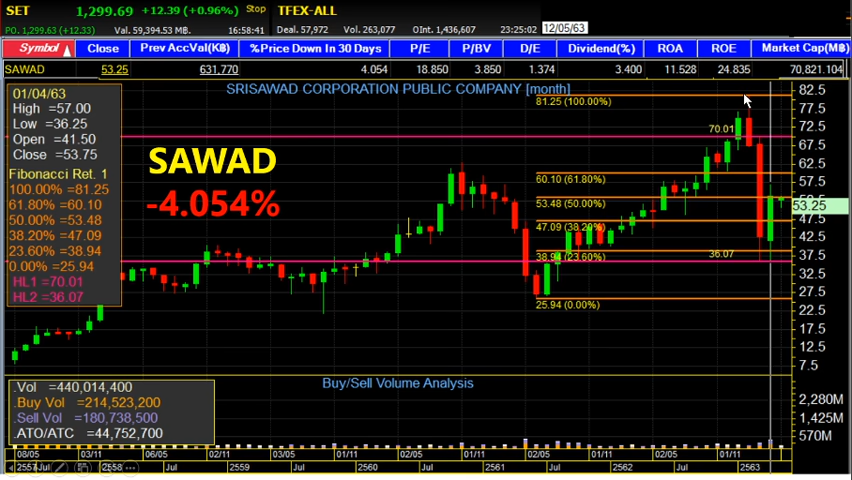 SET 1,299.69 +12.39 (+0.96%) Stop TFEX-ALL
PO. 1,299.63 (+12.33) Val. 59,394.53M฿. 16:58:41 Deal. 57,972 Vol. 263,077 OInt. 1,436,607 23:25:02 12/05/63
Symbol Close Prev AccVal(K฿) %Price Down In 30 Days P/E P/BV D/E Dividend(%) ROA ROE Market Cap(M฿)
SAWAD 53.25 631,770 4.054 18.850 3.850 1.374 3.400 11.528 24.835 70,821.104
SRISAWAD CORPORATION PUBLIC COMPANY [month]
01/04/63
High =57.00
Low =36.25
Open =41.50
Close =53.75
Fibonacci Ret. 1
100.00% =81.25
61.80% =60.10
50.00% =53.48
38.20% =47.09
23.60% =38.94
0.00% =25.94
HL1 =70.01
HL2 =36.07
SAWAD
-4.054%
81.25 (100.00%)
70.01
60.10 (61.80%)
53.48 (50.00%)
47.09 (38.20%)
38.94 (23.60%)
36.07
25.94 (0.00%)
82.5
77.5
72.5
67.5
62.5
57.5
53.25
47.5
42.5
37.5
32.5
27.5
22.5
17.5
12.5
7.5
Buy/Sell Volume Analysis
.Vol =440,014,400
.Buy Vol =214,523,200
.Sell Vol =180,738,500
.ATO/ATC =44,752,700
2,280M
1,425M
570M
08/05 03/11 06/05 02/11 03/05 01/11 02/05 01/11 02/05 01/11 02/05 01/11
2557 Jul 2558 Jul 2559 Jul 2560 Jul 2561 Jul 2562 Jul 2563